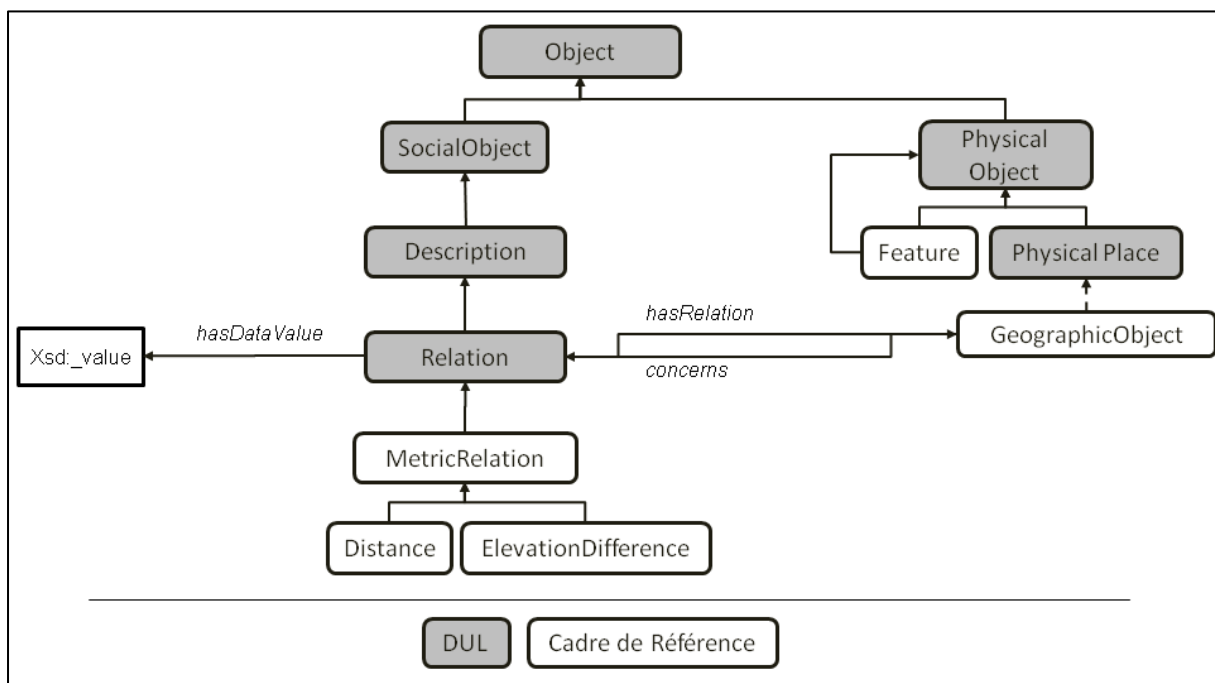 Object
SocialObject
Physical
Object
Description
Feature
Physical Place
hasRelation
GeographicObject
hasDataValue
Xsd:_value
Relation
concerns
MetricRelation
Distance
ElevationDifference
DUL
Cadre de Référence